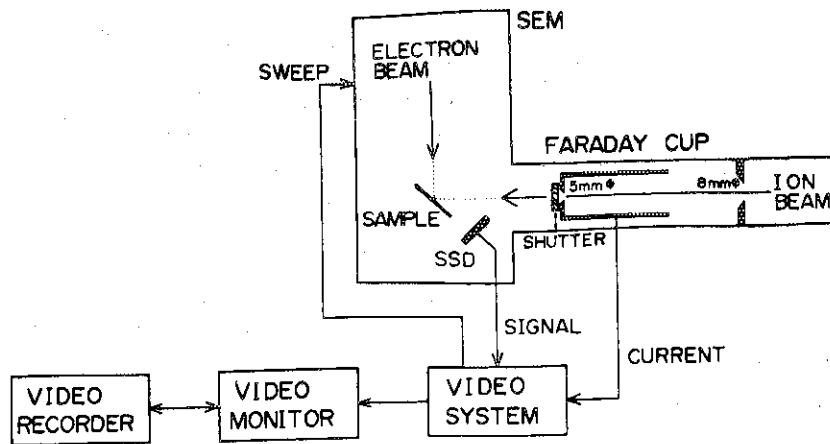 SEM
ELECTRON
BEAM
SWEEP
FARADAY CUP
5mmΦ
8mmΦ
ION
BEAM
SAMPLE
SHUTTER
SSD
SIGNAL
CURRENT
VIDEO
RECORDER
VIDEO
MONITOR
VIDEO
SYSTEM